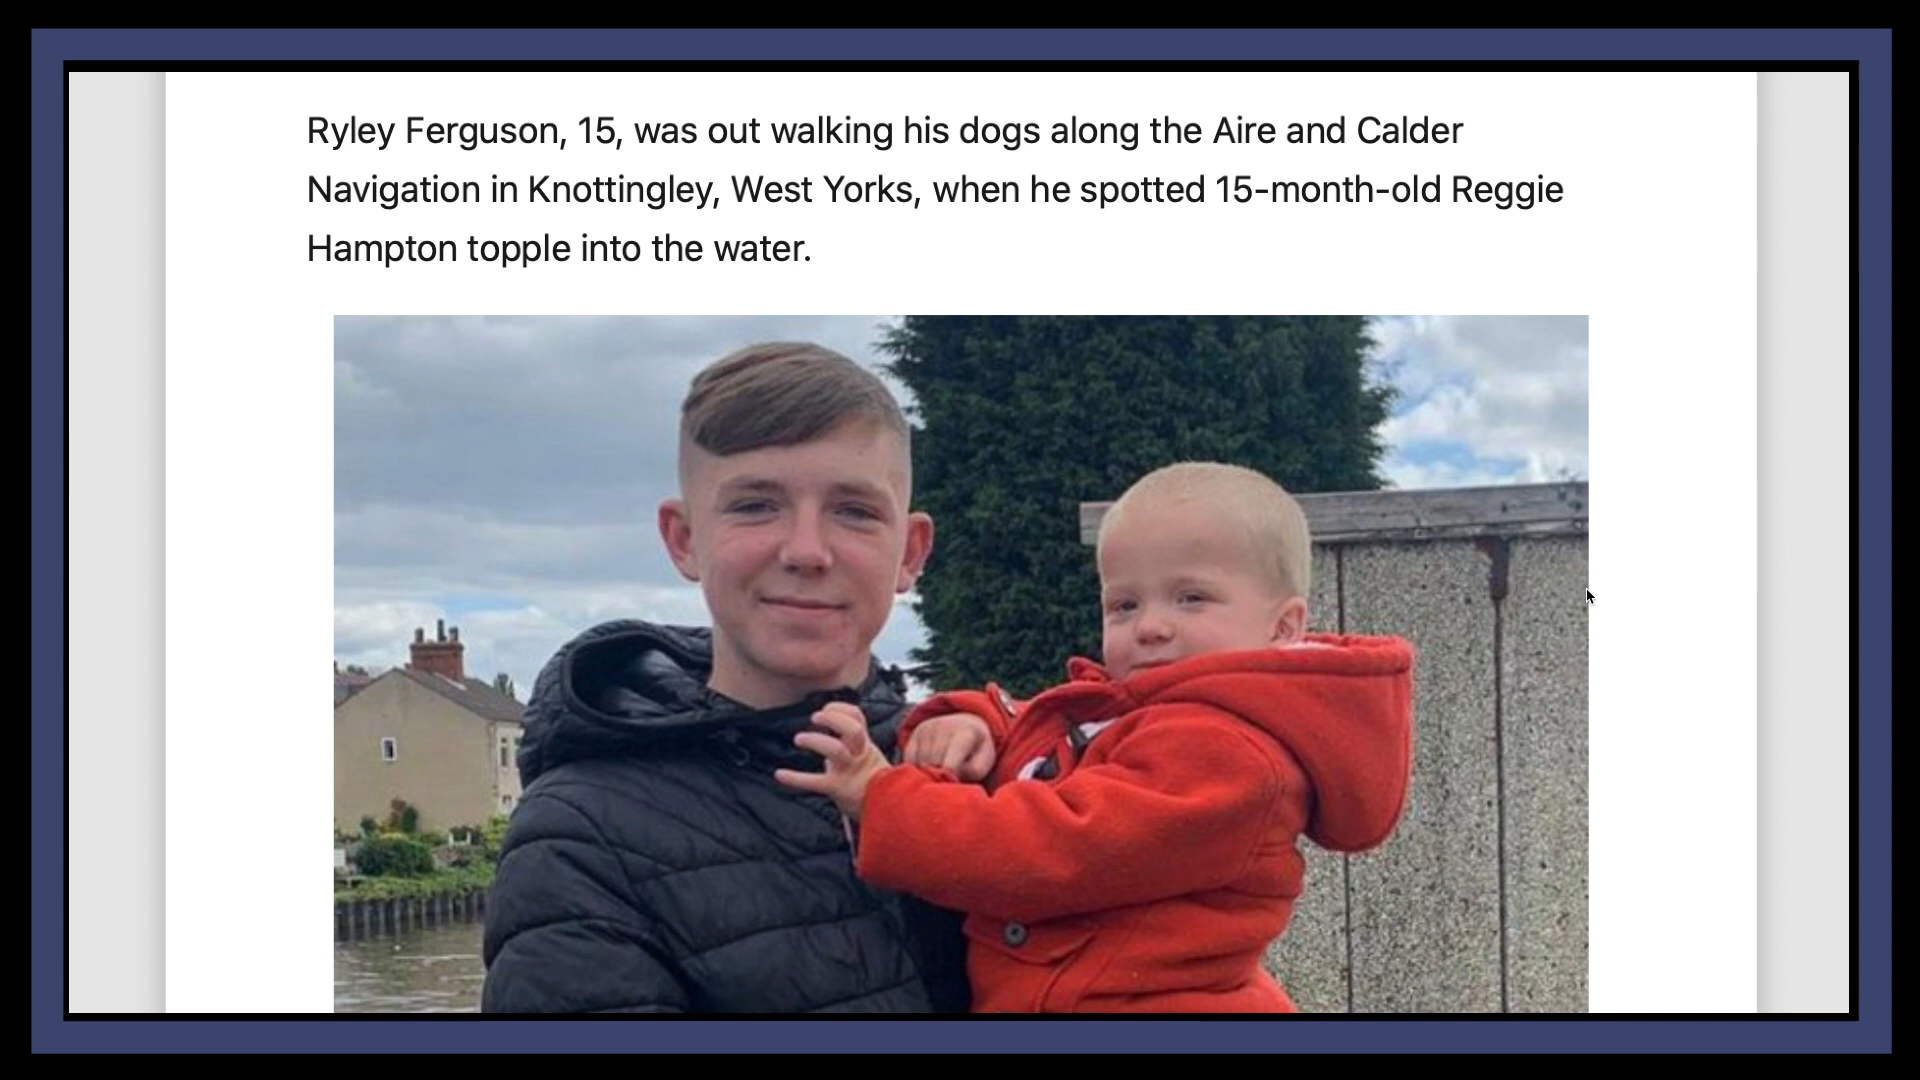 Ryley Ferguson, 15, was out walking his dogs along the Aire and Calder
Navigation in Knottingley, West Yorks, when he spotted 15-month-old Reggie
Hampton topple into the water.